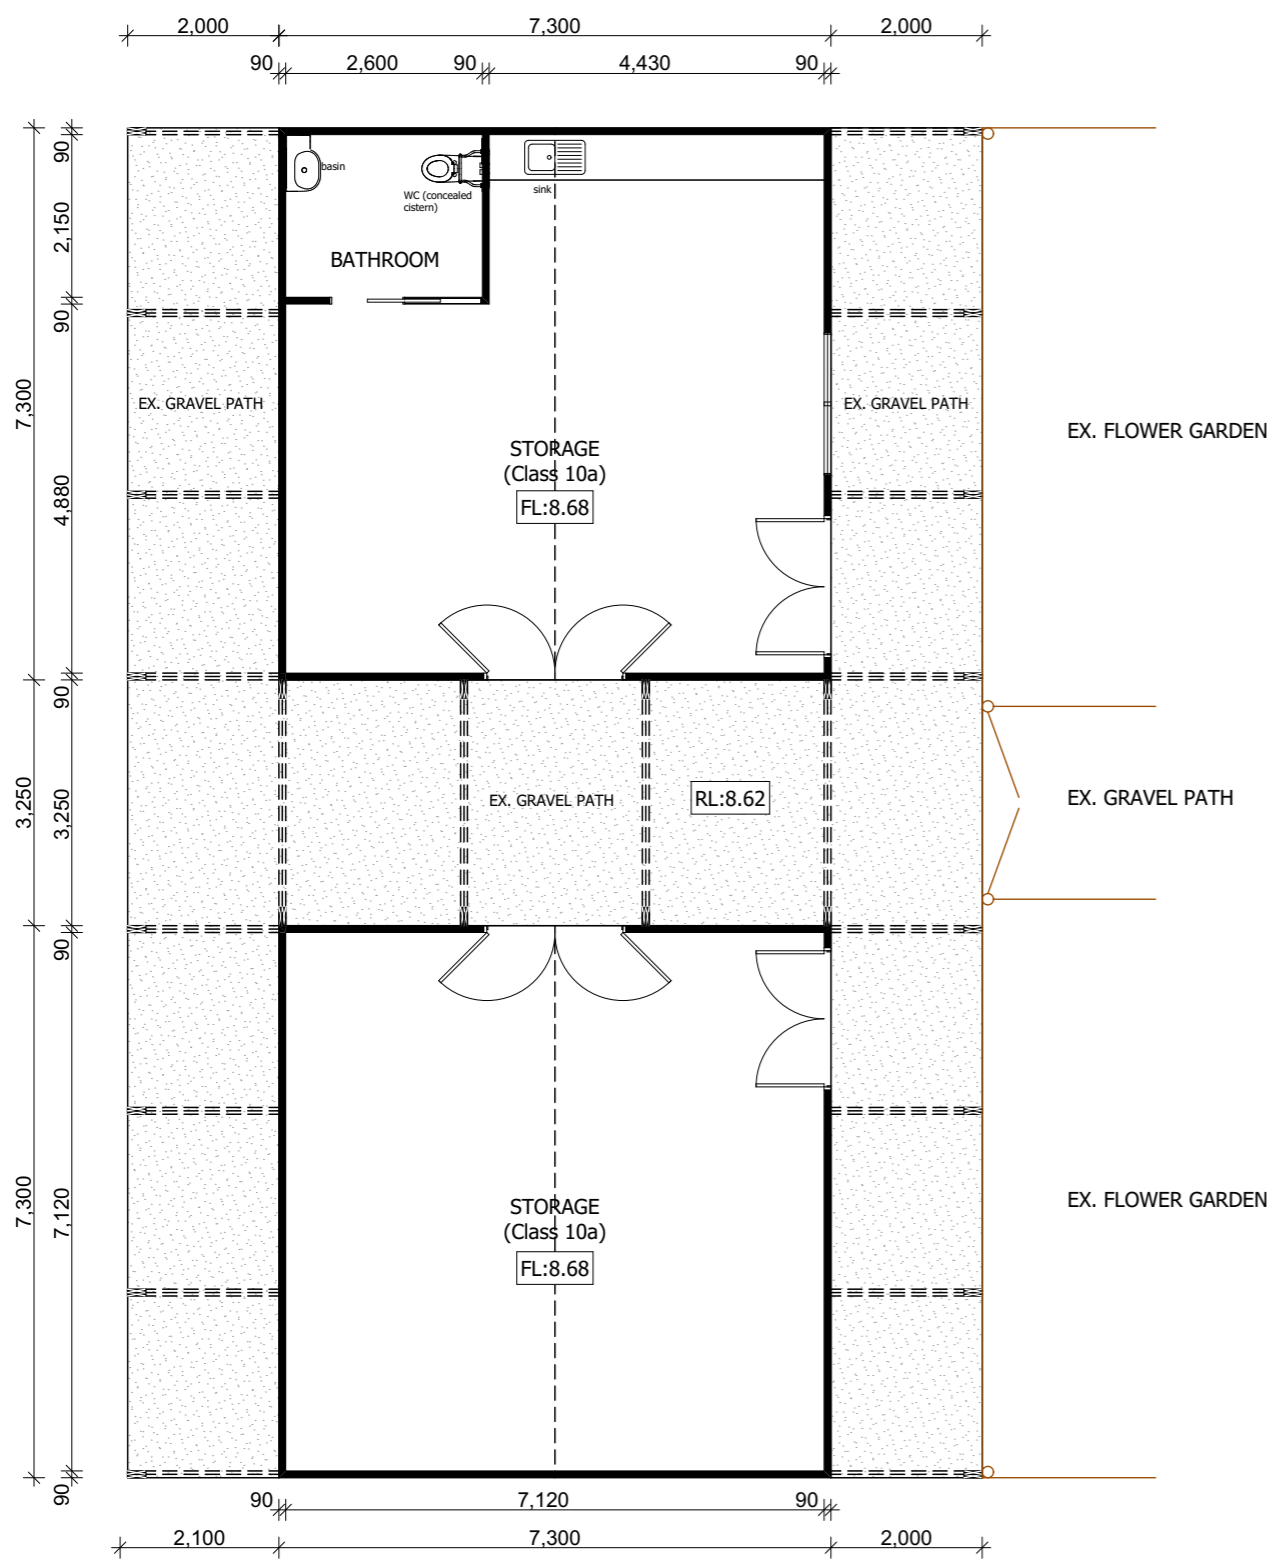 2,000 7,300 2,000
90 2,600 90 4,430 90
90
basin
WC (concealed
cistern)
sink
2,150
BATHROOM
90
7,300
EX. GRAVEL PATH
EX. GRAVEL PATH
EX. FLOWER GARDEN
STORAGE
(Class 10a)
FL:8.68
4,880
90
3,250
3,250
EX. GRAVEL PATH
RL:8.62
EX. GRAVEL PATH
90
7,300
7,120
STORAGE
(Class 10a)
FL:8.68
EX. FLOWER GARDEN
90
90 7,120 90
2,100 7,300 2,000